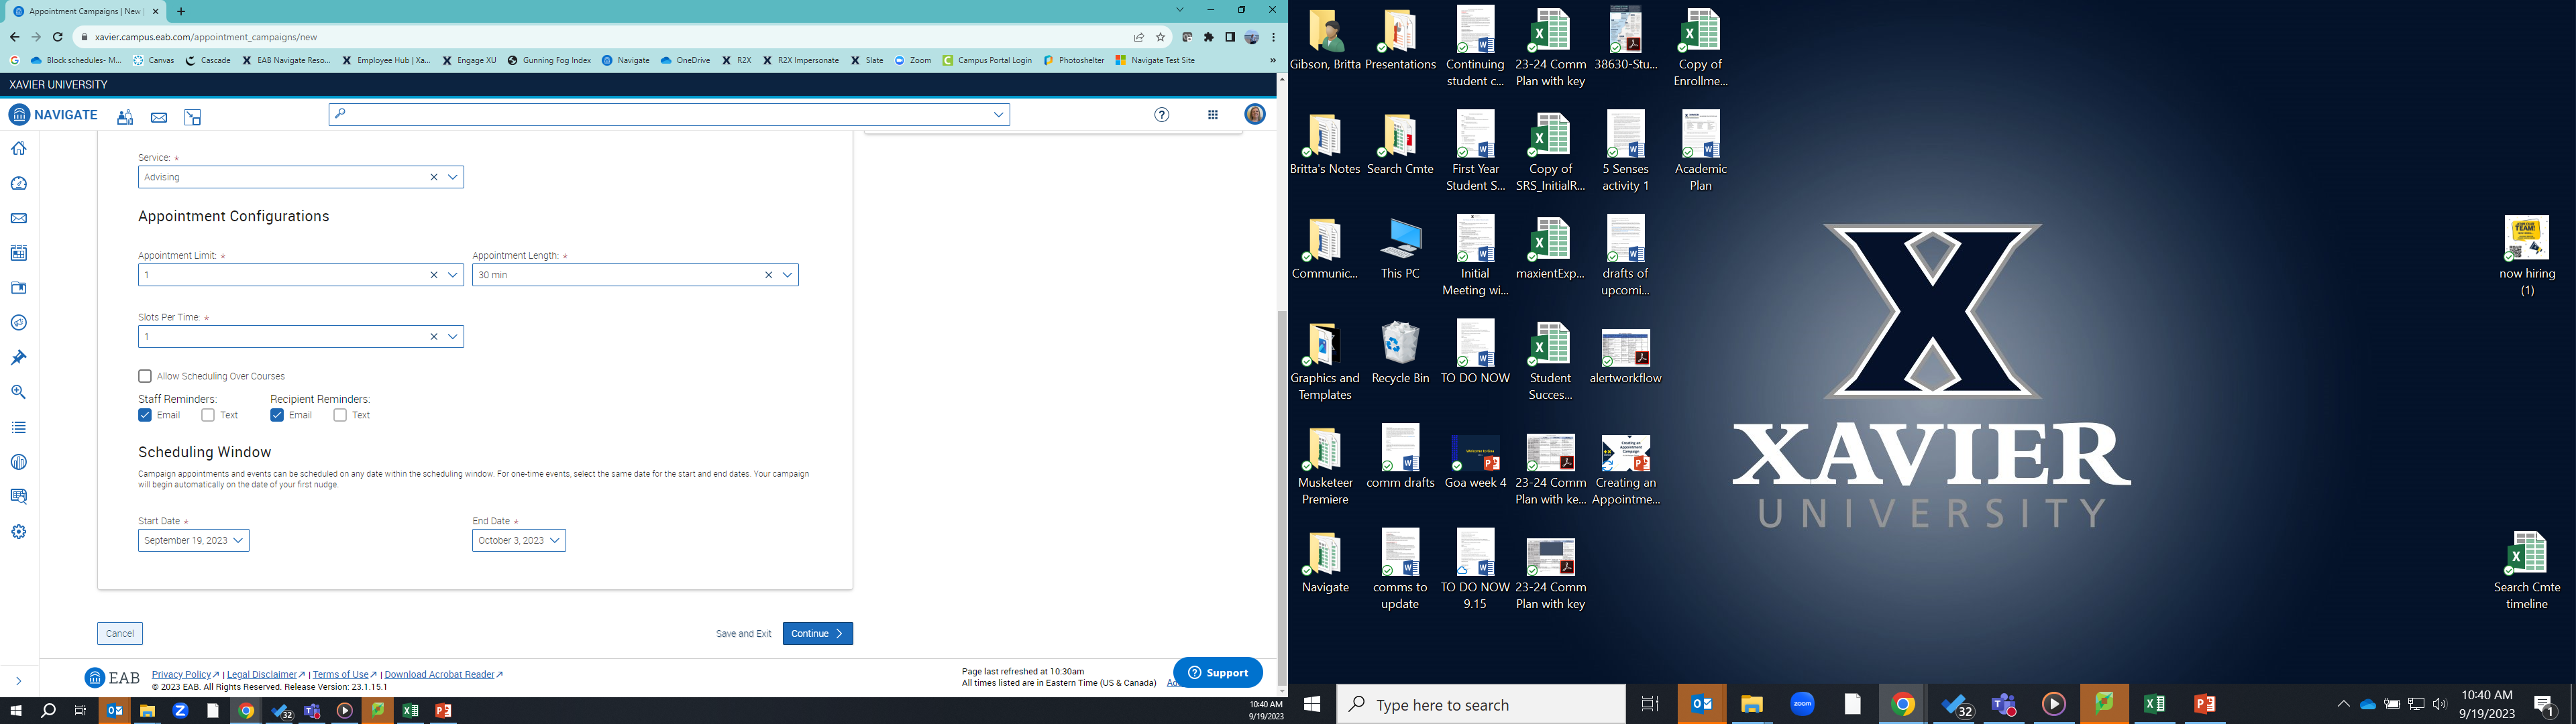 Appointment Campaigns | New |
xavier.campus.eab.com/appointment_campaigns/new
Block schedules- M...
Canvas
Cascade
EAB Navigate Reso...
Employee Hub | Xa...
Engage XU
Gunning Fog Index
Navigate
OneDrive
R2X
R2X Impersonate
Slate
Zoom
Campus Portal Login
Photoshelter
Navigate Test Site
»
XAVIER UNIVERSITY
NAVIGATE
Service: *
Advising
Appointment Configurations
Appointment Limit: *
Appointment Length: *
1
30 min
Slots Per Time: *
1
Allow Scheduling Over Courses
Staff Reminders:
Recipient Reminders:
Email
Text
Email
Text
Scheduling Window
Campaign appointments and events can be scheduled on any date within the scheduling window. For one-time events, select the same date for the start and end dates. Your campaign
will begin automatically on the date of your first nudge.
Start Date *
End Date *
September 19, 2023
October 3, 2023
Cancel
Save and Exit
Continue
EAB
Privacy Policy | Legal Disclaimer | Terms of Use | Download Acrobat Reader
© 2023 EAB. All Rights Reserved. Release Version: 23.1.15.1
Page last refreshed at 10:30am
All times listed are in Eastern Time (US & Canada)
Support
32
10:40 AM
9/19/2023
Gibson, Britta
Presentations
Continuing
student c...
23-24 Comm
Plan with key
38630-Stu...
Copy of
Enrollme...
Britta's Notes
Search Cmte
First Year
Student S...
Copy of
SRS_InitialR...
5 Senses
activity 1
Academic
Plan
Communic...
This PC
Initial
Meeting wi...
maxientExp...
drafts of
upcomi...
now hiring
(1)
Graphics and
Templates
Recycle Bin
TO DO NOW
Student
Succes...
alertworkflow
Musketeer
Premiere
comm drafts
Goa week 4
23-24 Comm
Plan with ke...
Creating an
Appointme...
Navigate
comms to
update
TO DO NOW
9.15
23-24 Comm
Plan with key
Search Cmte
timeline
XAVIER
UNIVERSITY
Type here to search
zoom
32
10:40 AM
9/19/2023
1